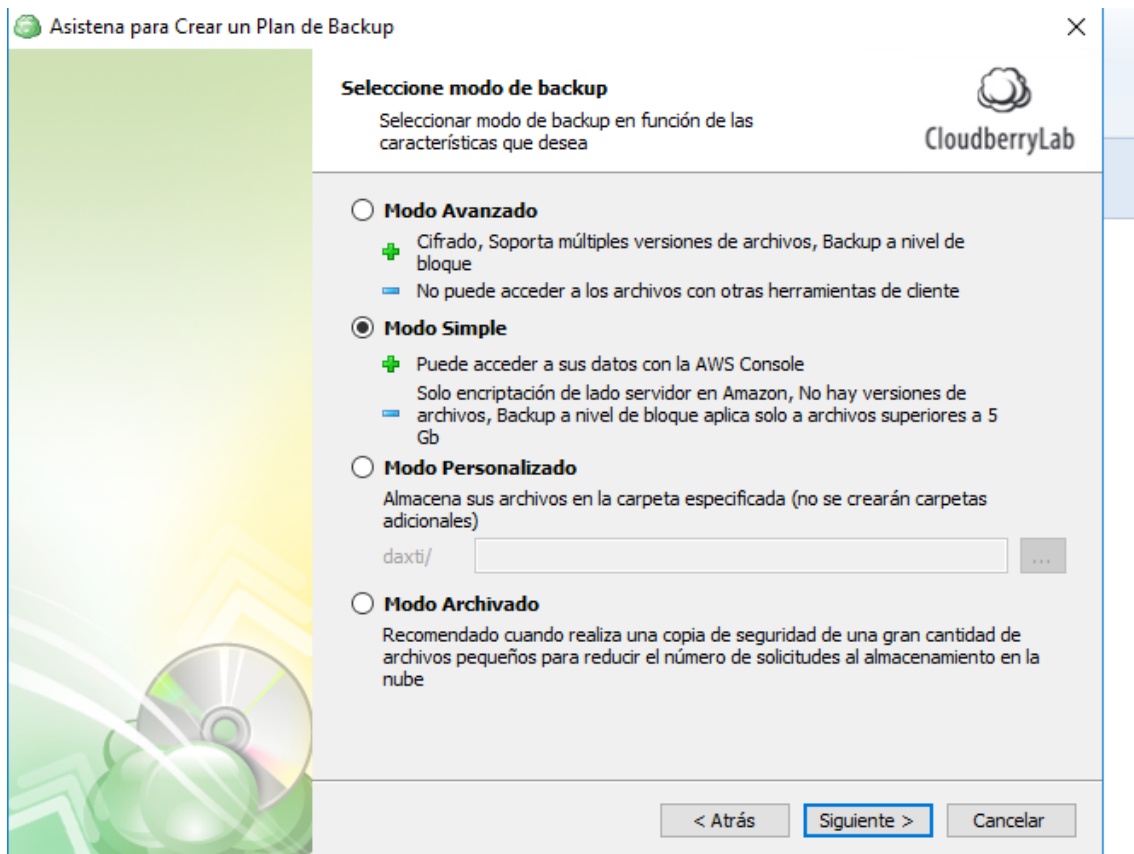 Asistena para Crear un Plan de Backup
Seleccione modo de backup
Seleccionar modo de backup en función de las
características que desea
CloudberryLab
Modo Avanzado
Cifrado, Soporta múltiples versiones de archivos, Backup a nivel de
bloque
No puede acceder a los archivos con otras herramientas de cliente
Modo Simple
Puede acceder a sus datos con la AWS Console
Solo encriptación de lado servidor en Amazon, No hay versiones de
archivos, Backup a nivel de bloque aplica solo a archivos superiores a 5
Gb
Modo Personalizado
Almacena sus archivos en la carpeta especificada (no se crearán carpetas
adicionales)
daxti/
...
Modo Archivado
Recomendado cuando realiza una copia de seguridad de una gran cantidad de
archivos pequeños para reducir el número de solicitudes al almacenamiento en la
nube
< Atrás
Siguiente >
Cancelar